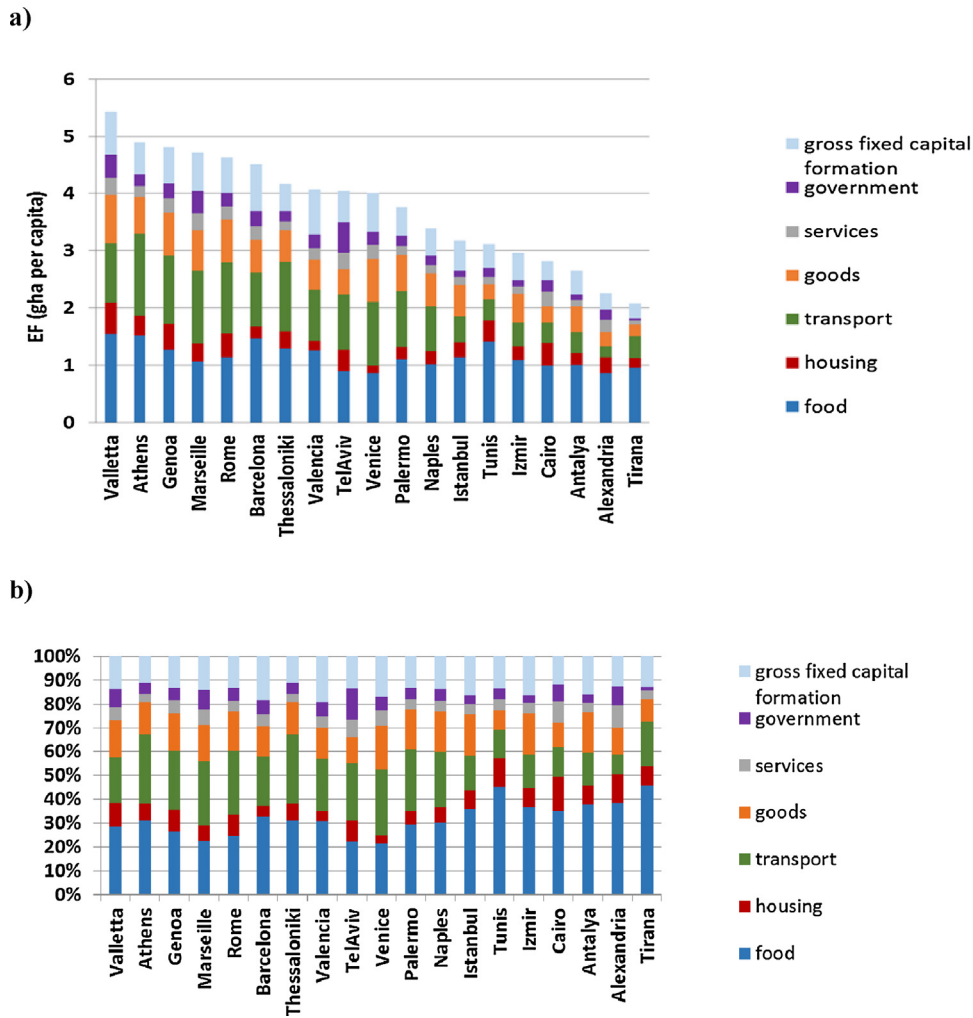 a)
6
5
4
3
2
1
0
EF (gha per capita)
Valletta
Athens
Genoa
Marseille
Rome
Barcelona
Thessaloniki
Valencia
TelAviv
Venice
Palermo
Naples
Istanbul
Tunis
Izmir
Cairo
Antalya
Alexandria
Tirana
gross fixed capital
formation
government
services
goods
transport
housing
food
b)
100%
90%
80%
70%
60%
50%
40%
30%
20%
10%
0%
Valletta
Athens
Genoa
Marseille
Rome
Barcelona
Thessaloniki
Valencia
TelAviv
Venice
Palermo
Naples
Istanbul
Tunis
Izmir
Cairo
Antalya
Alexandria
Tirana
gross fixed capital
formation
government
services
goods
transport
housing
food